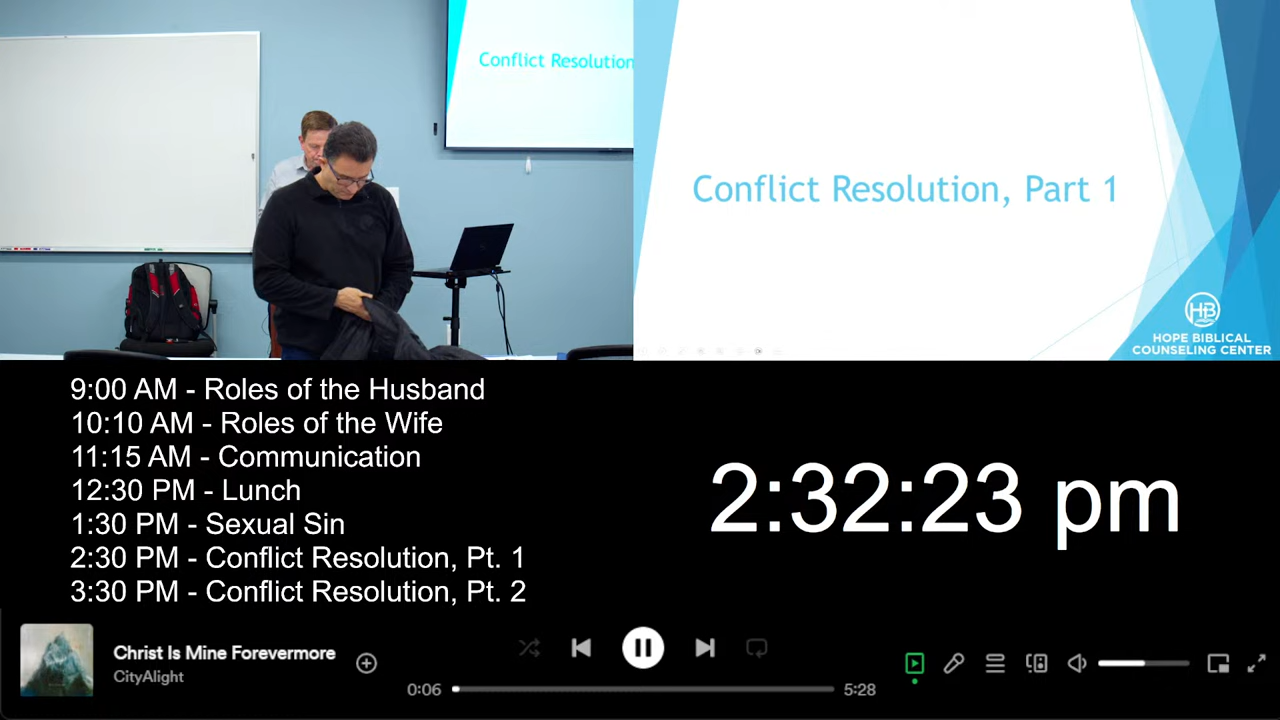 Conflict Resolution
Conflict Resolution, Part 1
HB
HOPE BIBLICAL
COUNSELING CENTER
9:00 AM - Roles of the Husband
10:10 AM - Roles of the Wife
11:15 AM - Communication
12:30 PM - Lunch
1:30 PM - Sexual Sin
2:30 PM - Conflict Resolution, Pt. 1
3:30 PM - Conflict Resolution, Pt. 2
2:32:23 pm
Christ Is Mine Forevermore
CityAlight
0:06
5:28